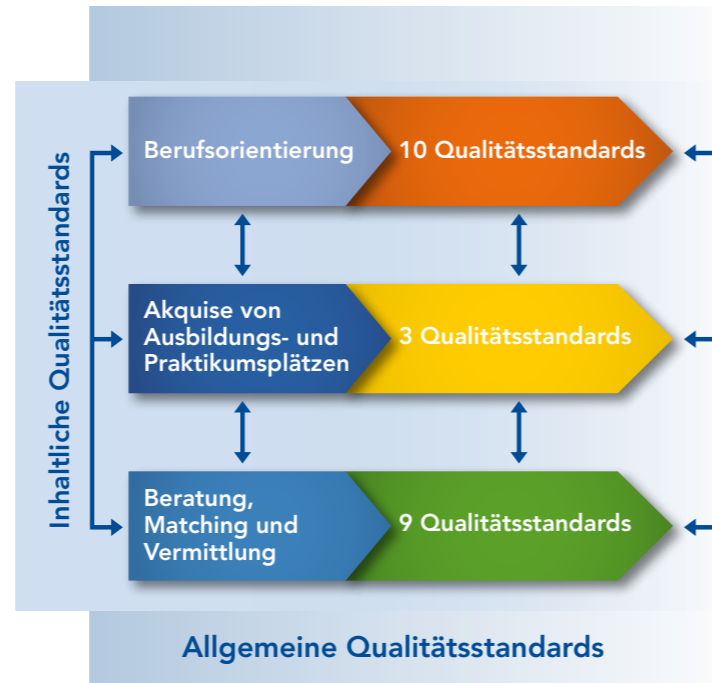 Inhaltliche Qualitätsstandards
Berufsorientierung
10 Qualitätsstandards
Akquise von
Ausbildungs- und
Praktikumsplätzen
3 Qualitätsstandards
Beratung,
Matching und
Vermittlung
9 Qualitätsstandards
Allgemeine Qualitätsstandards